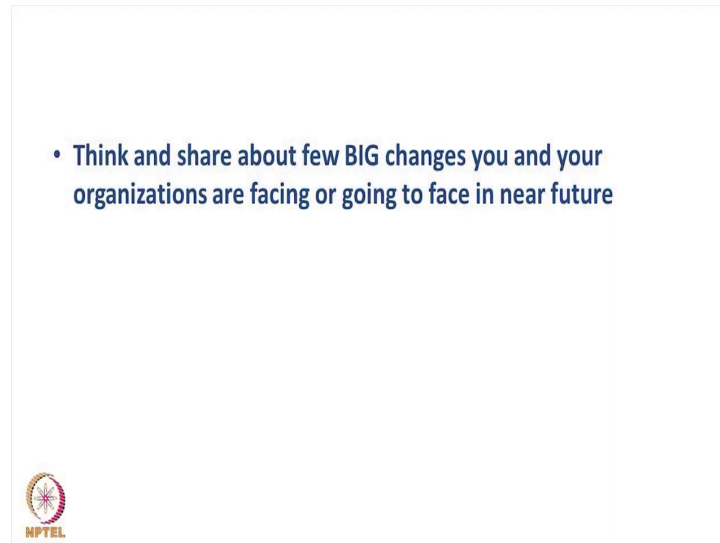 • Think and share about few BIG changes you and your
organizations are facing or going to face in near future
NPTEL